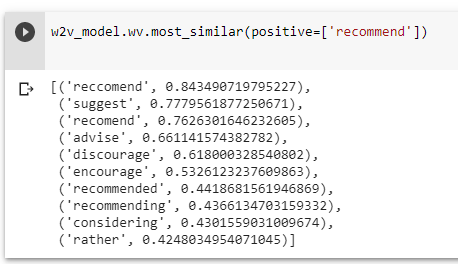 w2v_model.wv.most_similar(positive=['recommend'])
[('reccomend', 0.843490719795227),
('suggest', 0.7779561877250671),
('recomend', 0.7626301646232605),
('advise', 0.661141574382782),
('discourage', 0.618000328540802),
('encourage', 0.5326123237609863),
('recommended', 0.4418681561946869),
('recommending', 0.4366134703159332),
('considering', 0.4301559031009674),
('rather', 0.4248034954071045)]